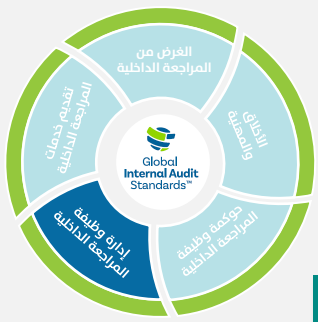 الغرض من
المراجعة الداخلية
الأخلاق
والمهنية
حوكمة وظيفة
المراجعة الداخلية
إدارة وظيفة
المراجعة الداخلية
تقديم خدمات
المراجعة الداخلية
Global
Internal Audit
Standards™